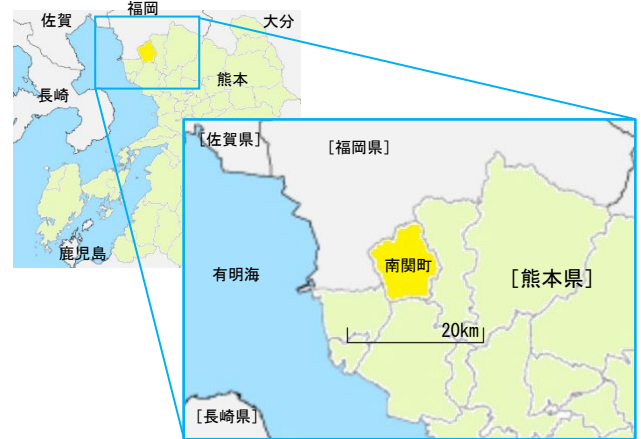 福岡
佐賀
大分
熊本
長崎
鹿児島
[佐賀県]
[福岡県]
南関町
有明海
[熊本県]
20km
[長崎県]